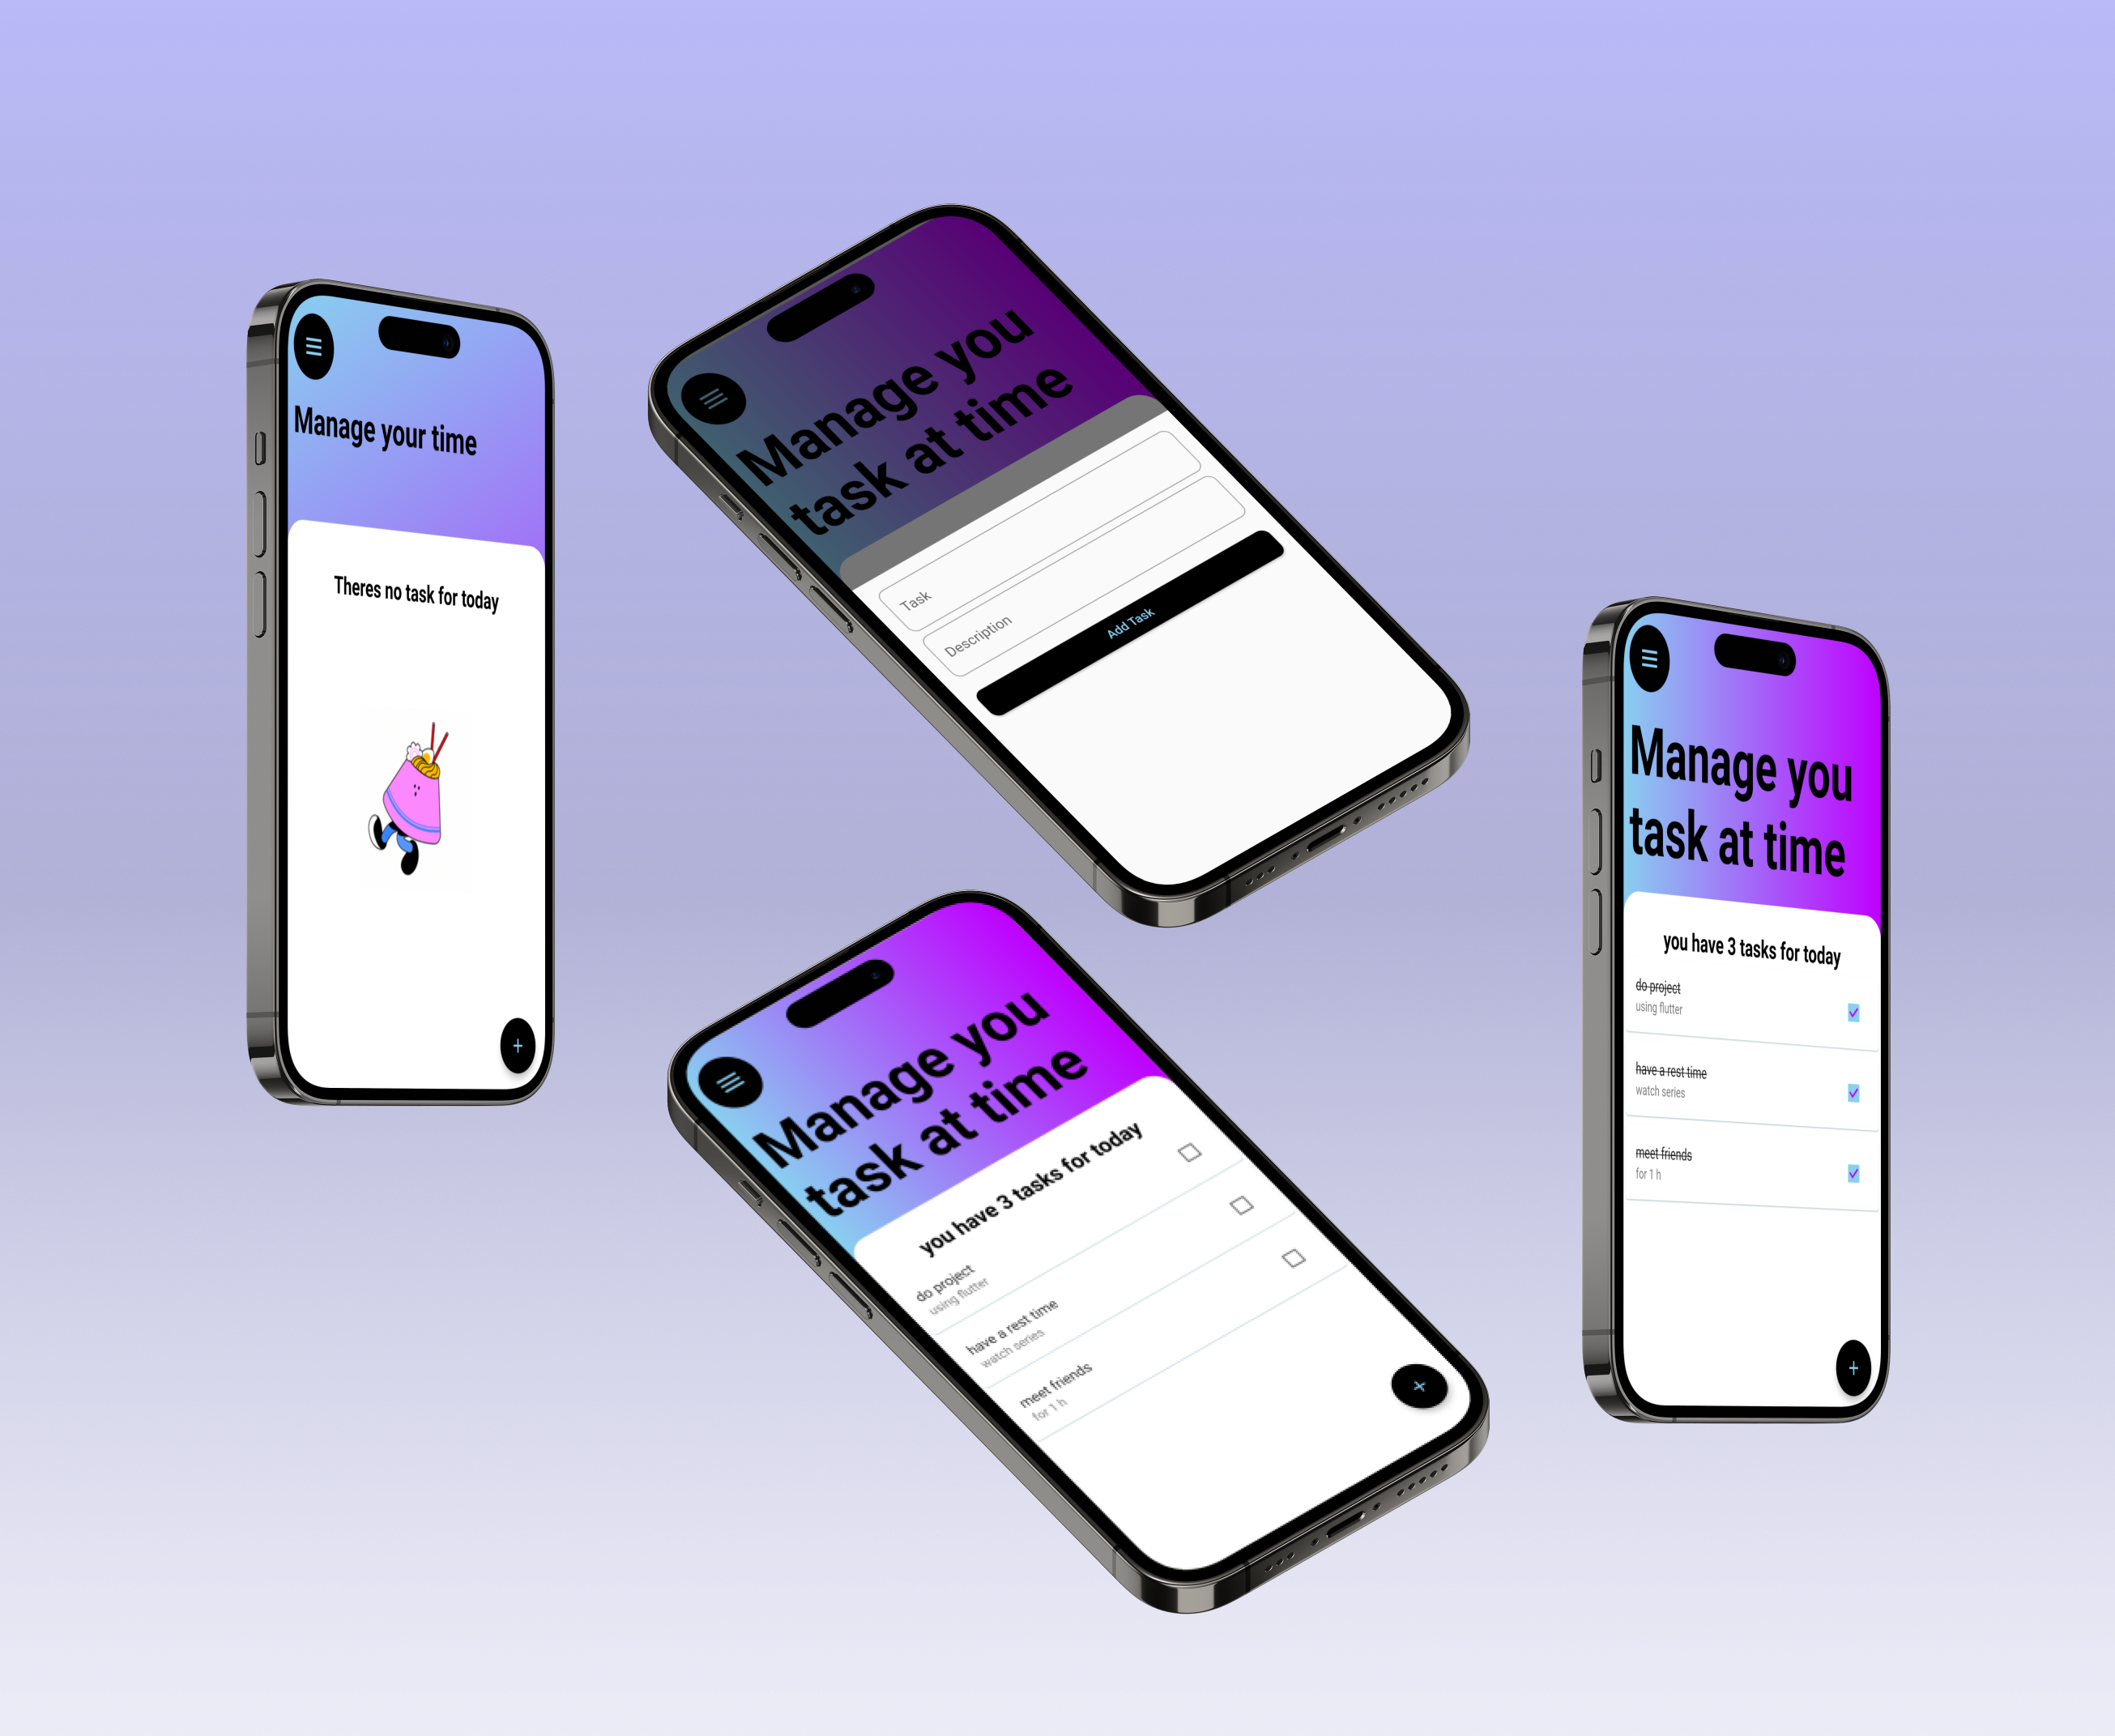 Manage your time
Theres no task for today
+
Manage you
task at time
Task
Description
Add Task
Manage you
task at time
you have 3 tasks for today
do project
using flutter
have a rest time
watch series
meet friends
for 1 h
+
Manage you
task at time
you have 3 tasks for today
do project
using flutter
have a rest time
watch series
meet friends
for 1 h
+